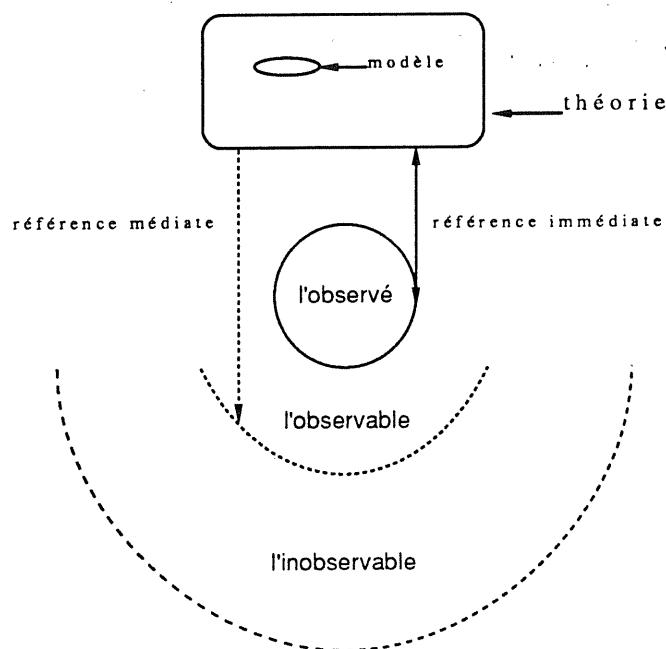 modèle
théorie
référence médiate
référence immédiate
l'observé
l'observable
l'inobservable